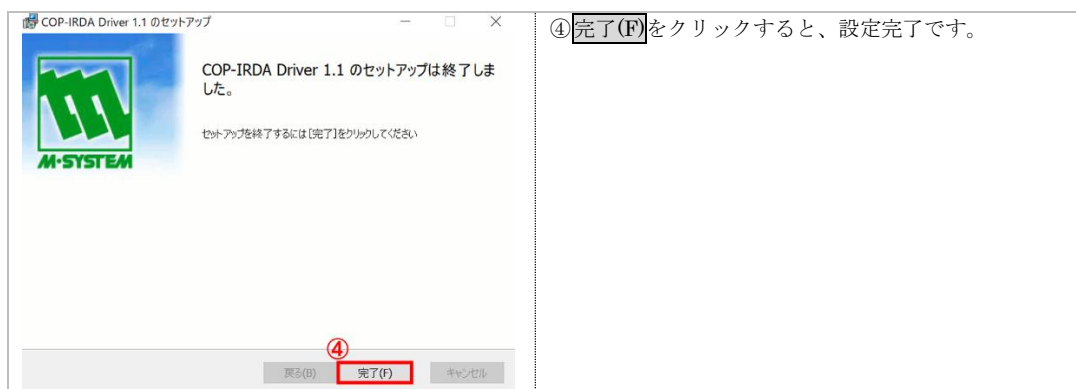 COP-IRDA Driver 1.1 のセットアップ
COP-IRDA Driver 1.1 のセットアップは終了しま
した。
セットアップを終了するには [完了]をクリックしてください
M·SYSTEM
④
戻る(B) 完了(F) キャンセル
④完了(F)をクリックすると、設定完了です。